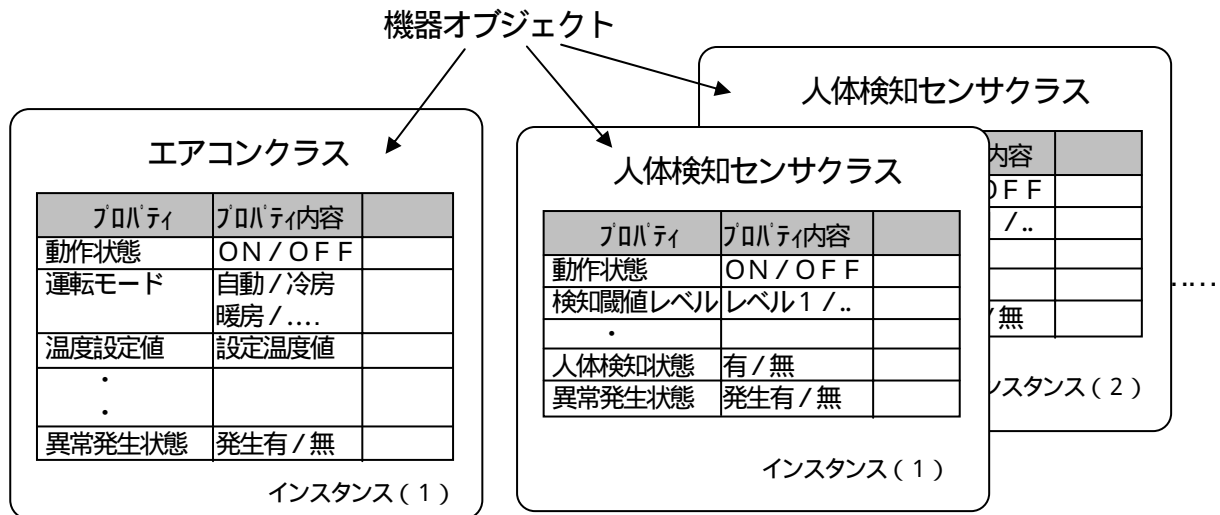 機器オブジェクト
エアコンクラス
プロパティ プロパティ内容
動作状態 ON/OFF
運転モード 自動/冷房
暖房/....
温度設定値 設定温度値
・
・
異常発生状態 発生有/無
インスタンス(1)
人体検知センサクラス
プロパティ プロパティ内容
動作状態 ON/OFF
検知閾値レベル レベル1/..
・
人体検知状態 有/無
異常発生状態 発生有/無
インスタンス(1)
人体検知センサクラス
内容
OFF
/..
/無
ンスタンス(2)
......